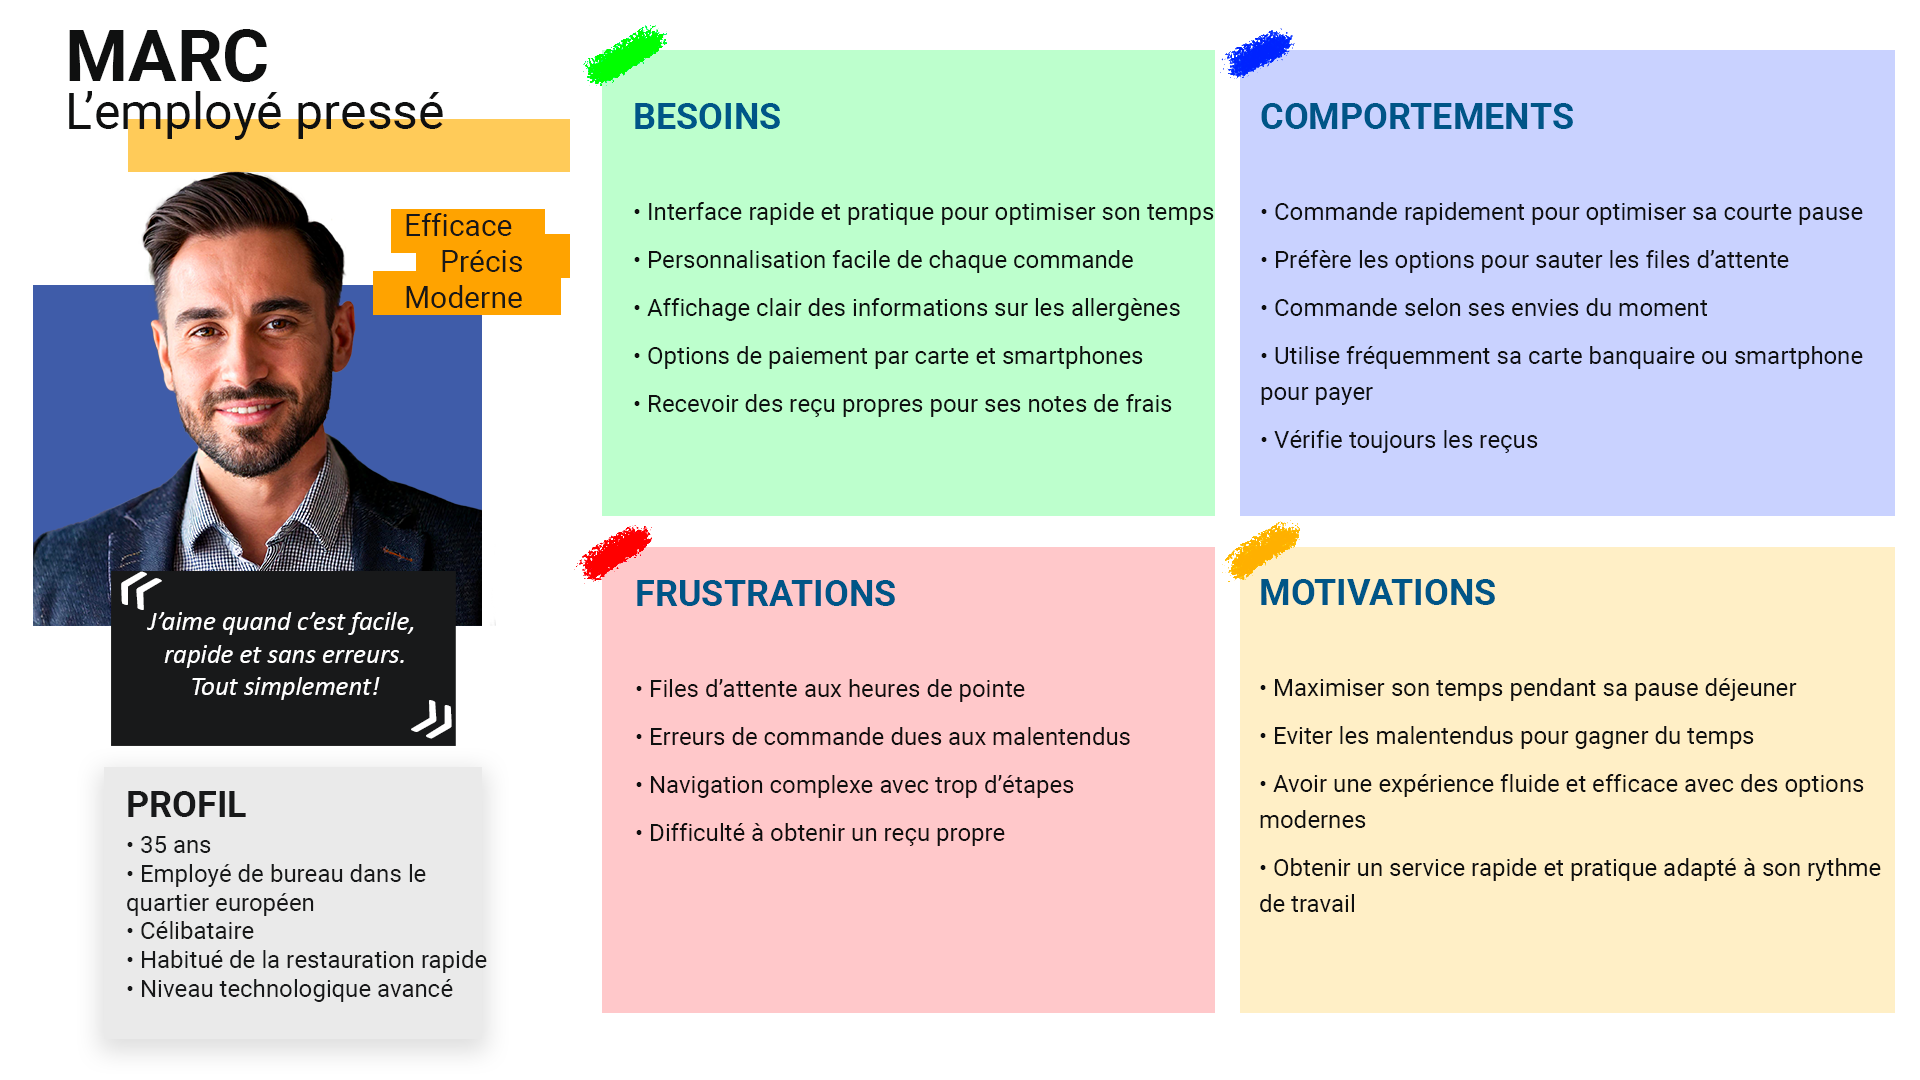 MARC
L’employé pressé
Efficace
Précis
Moderne
J’aime quand c’est facile,
rapide et sans erreurs.
Tout simplement!
PROFIL
• 35 ans
• Employé de bureau dans le
quartier européen
• Célibataire
• Habitué de la restauration rapide
• Niveau technologique avancé
BESOINS
• Interface rapide et pratique pour optimiser son temps
• Personnalisation facile de chaque commande
• Affichage clair des informations sur les allergènes
• Options de paiement par carte et smartphones
• Recevoir des reçu propres pour ses notes de frais
COMPORTEMENTS
• Commande rapidement pour optimiser sa courte pause
• Préfère les options pour sauter les files d’attente
• Commande selon ses envies du moment
• Utilise fréquemment sa carte banquaire ou smartphone
pour payer
• Vérifie toujours les reçus
FRUSTRATIONS
• Files d’attente aux heures de pointe
• Erreurs de commande dues aux malentendus
• Navigation complexe avec trop d’étapes
• Difficulté à obtenir un reçu propre
MOTIVATIONS
• Maximiser son temps pendant sa pause déjeuner
• Eviter les malentendus pour gagner du temps
• Avoir une expérience fluide et efficace avec des options
modernes
• Obtenir un service rapide et pratique adapté à son rythme
de travail